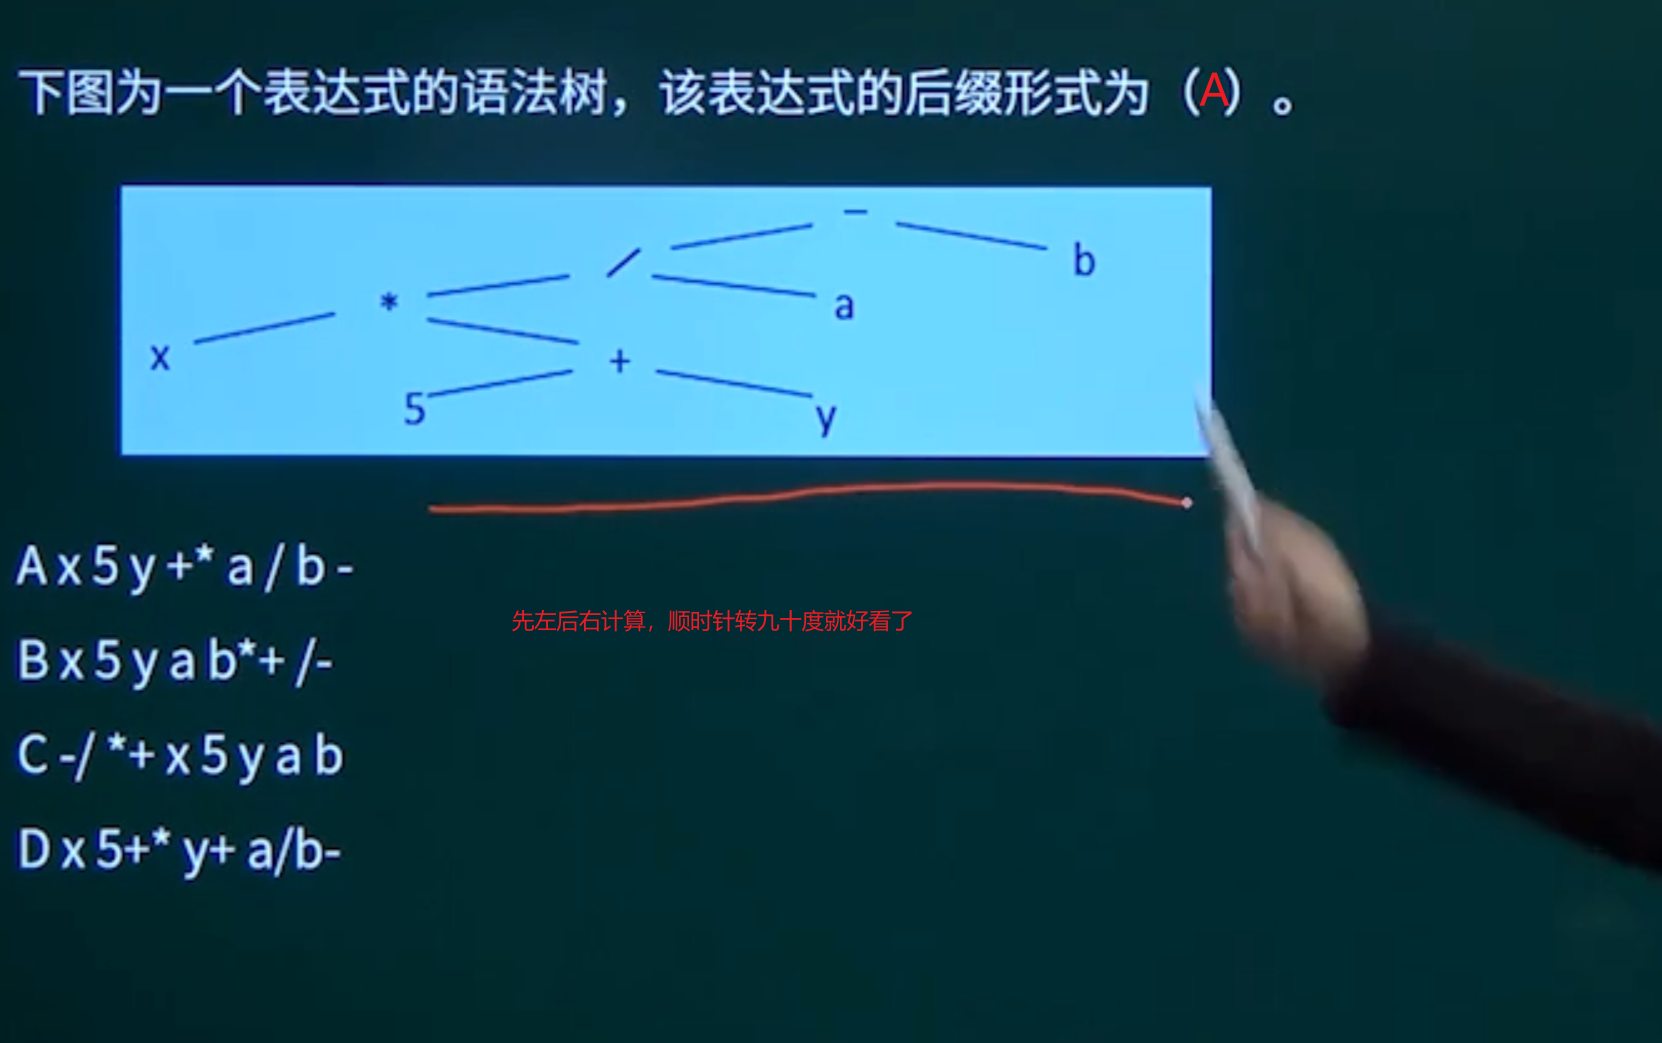 下图为一个表达式的语法树，该表达式的后缀形式为（A）。
−
/
b
*
a
x
+
5
y
A x 5 y +* a / b -
先左后右计算，顺时针转九十度就好看了
B x 5 y a b*+ /-
C -/ *+ x 5 y a b
D x 5+* y+ a/b-